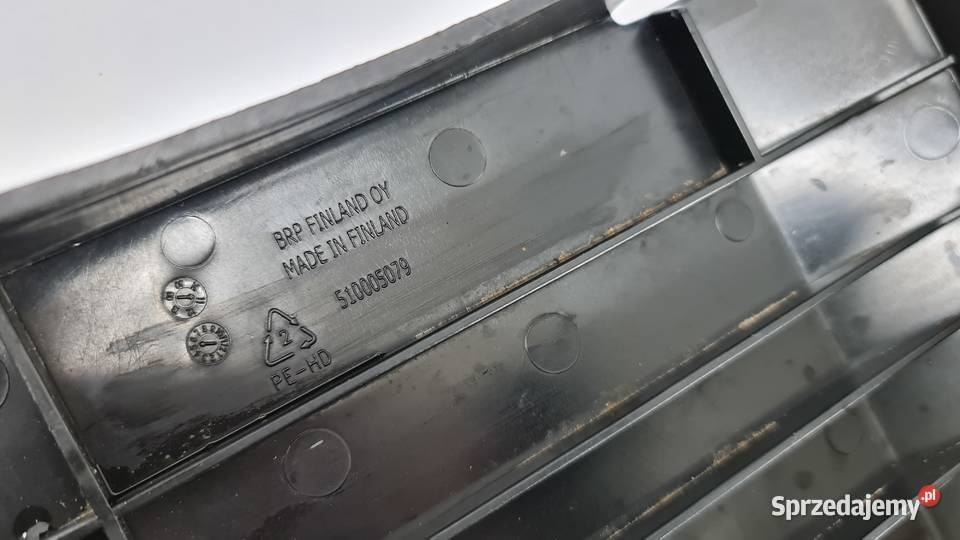 BRP FINLAND OY
MADE IN FINLAND
510005079
2
PE-HD
Sprzedajemy.pl